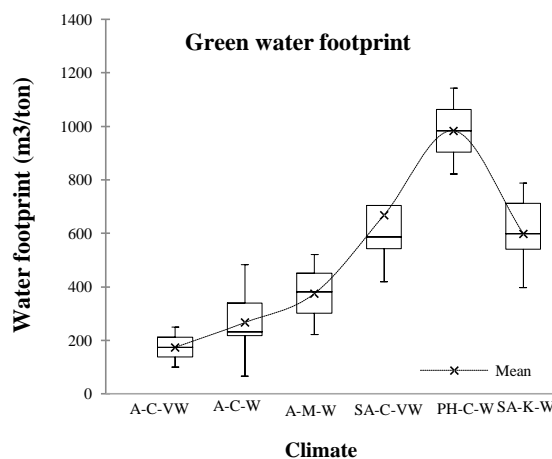 Green water footprint
Water footprint (m3/ton)
1400
1200
1000
800
600
400
200
0
Mean
A-C-VW
A-C-W
A-M-W
SA-C-VW
PH-C-W
SA-K-W
Climate